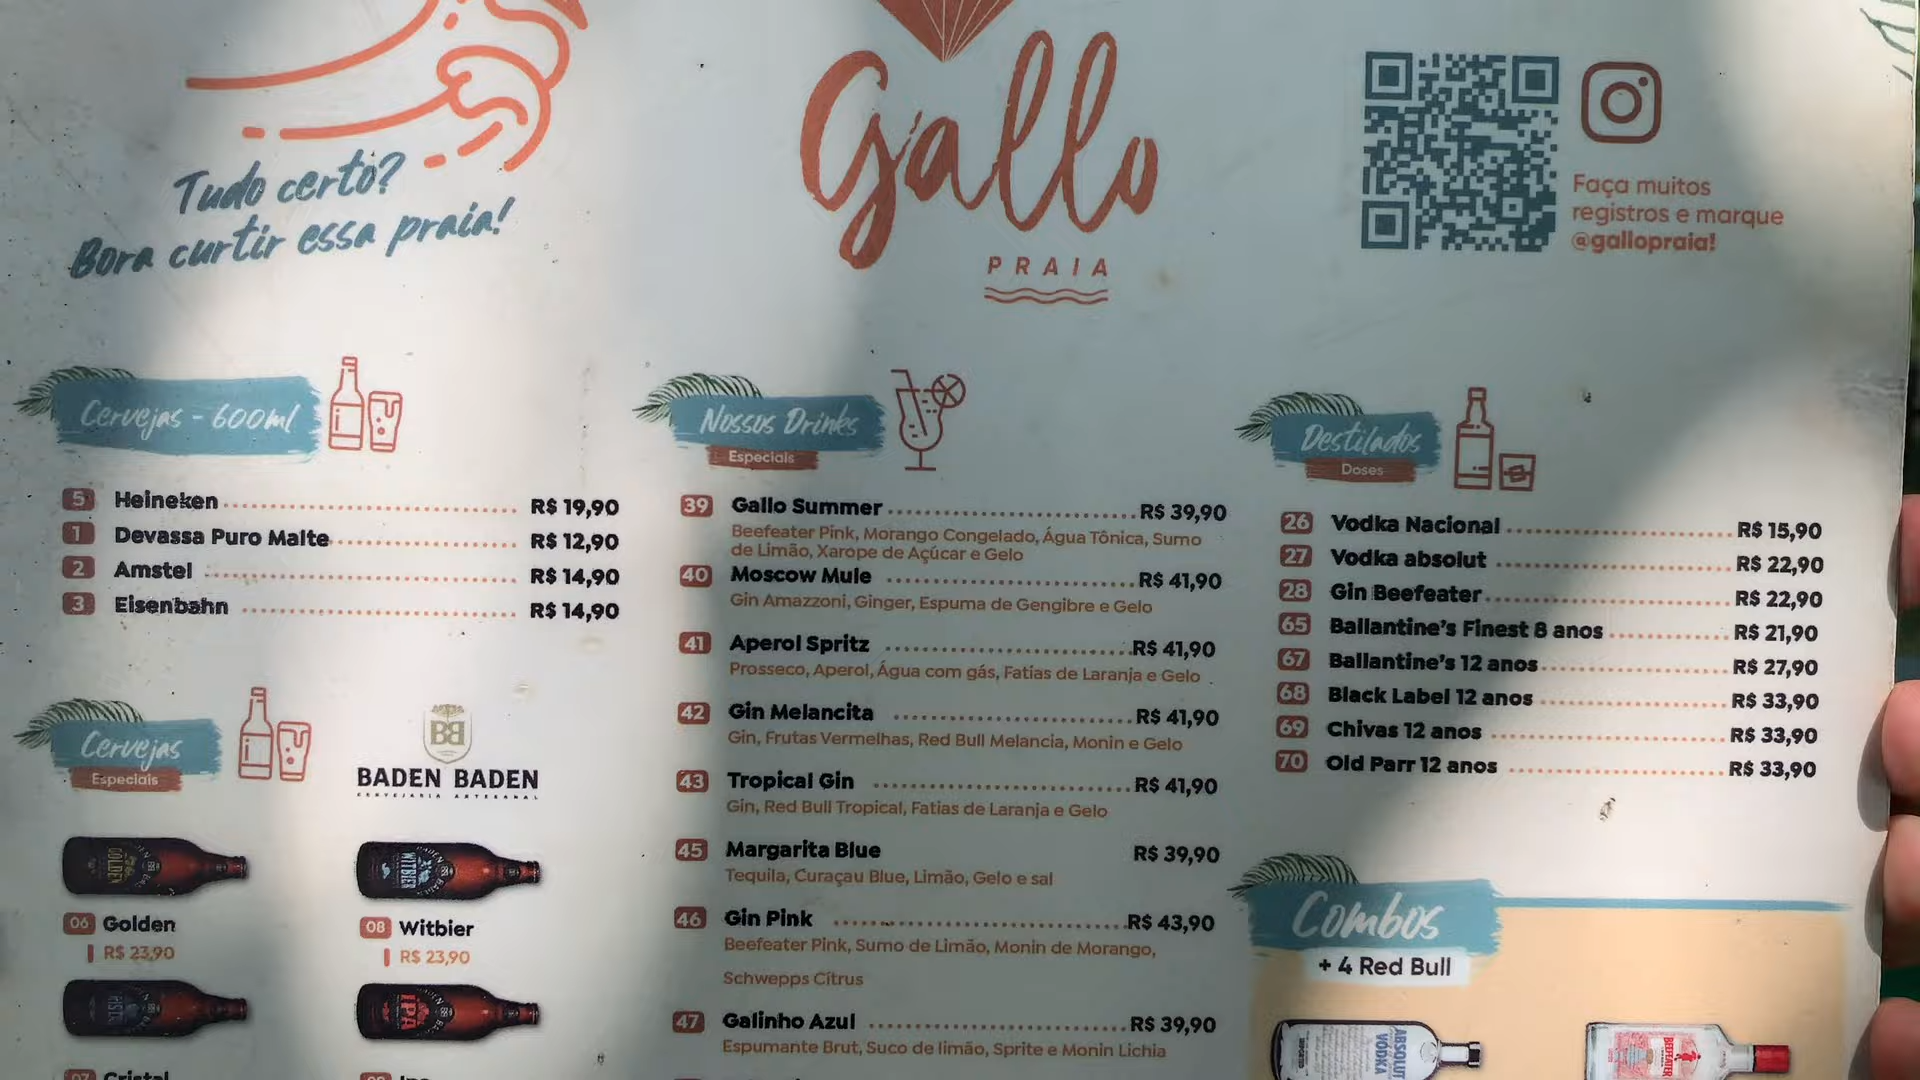 Tudo certo?
Bora curtir essa praia!
Gallo
PRAIA
Faça muitos
registros e marque
@gallopraia!
Cervejas - 600ml
5 Heineken R$ 19,90
1 Devassa Puro Malte R$ 12,90
2 Amstel R$ 14,90
3 Eisenbahn R$ 14,90
Cervejas
Especiais
BB
BADEN BADEN
CERVEJARIA ARTESANAL
GOLDEN
WITBIER
06 Golden
R$ 23,90
08 Witbier
R$ 23,90
IPA
07 Cristal
Nossos Drinks
Especiais
39 Gallo Summer R$ 39,90
Beefeater Pink, Morango Congelado, Água Tônica, Sumo
de Limão, Xarope de Açúcar e Gelo
40 Moscow Mule R$ 41,90
Gin Amazzoni, Ginger, Espuma de Gengibre e Gelo
41 Aperol Spritz R$ 41,90
Prosseco, Aperol, Água com gás, Fatias de Laranja e Gelo
42 Gin Melancita R$ 41,90
Gin, Frutas Vermelhas, Red Bull Melancia, Monin e Gelo
43 Tropical Gin R$ 41,90
Gin, Red Bull Tropical, Fatias de Laranja e Gelo
45 Margarita Blue R$ 39,90
Tequila, Curaçau Blue, Limão, Gelo e sal
46 Gin Pink R$ 43,90
Beefeater Pink, Sumo de Limão, Monin de Morango,
Schwepps Citrus
47 Galinho Azul R$ 39,90
Espumante Brut, Suco de limão, Sprite e Monin Lichia
Destilados
Doses
26 Vodka Nacional R$ 15,90
27 Vodka absolut R$ 22,90
28 Gin Beefeater R$ 22,90
65 Ballantine's Finest 8 anos R$ 21,90
67 Ballantine's 12 anos R$ 27,90
68 Black Label 12 anos R$ 33,90
69 Chivas 12 anos R$ 33,90
70 Old Parr 12 anos R$ 33,90
Combos
+ 4 Red Bull
ABSOLUT
VODKA
BEEFEATER